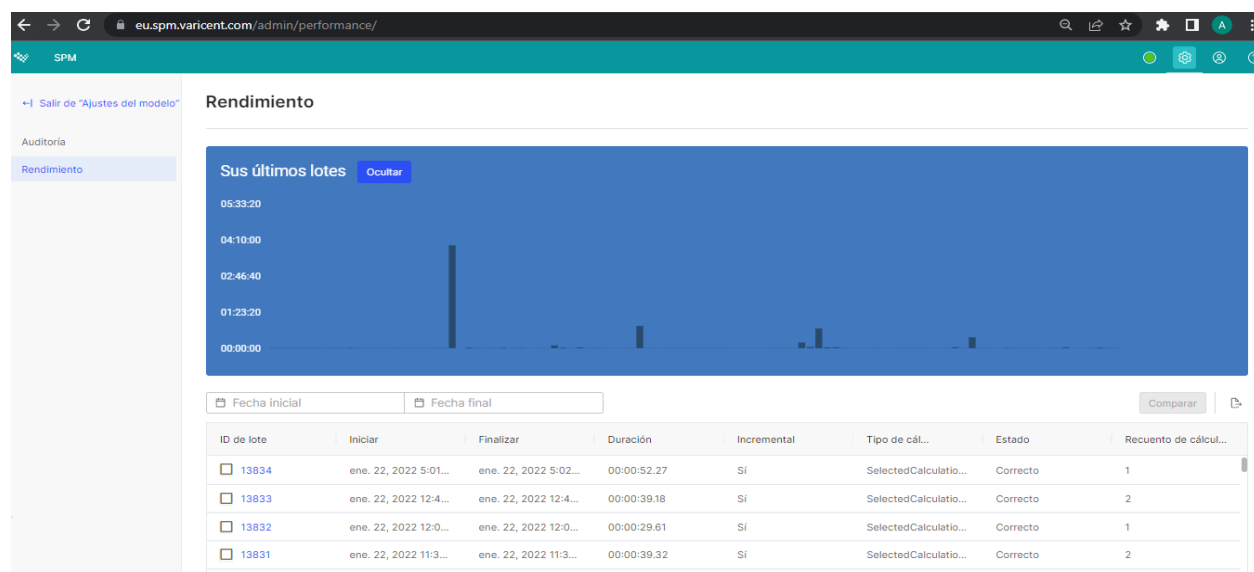 eu.spm.varicent.com/admin/performance/
A
SPM
Salir de "Ajustes del modelo"
Rendimiento
Auditoría
Rendimiento
Sus últimos lotes Ocultar
05:33:20
04:10:00
02:46:40
01:23:20
00:00:00
Fecha inicial Fecha final Comparar
ID de lote Iniciar Finalizar Duración Incremental Tipo de cál... Estado Recuento de cálcul...
13834 ene. 22, 2022 5:01... ene. 22, 2022 5:02... 00:00:52.27 Sí SelectedCalculatio... Correcto 1
13833 ene. 22, 2022 12:4... ene. 22, 2022 12:4... 00:00:39.18 Sí SelectedCalculatio... Correcto 2
13832 ene. 22, 2022 12:0... ene. 22, 2022 12:0... 00:00:29.61 Sí SelectedCalculatio... Correcto 1
13831 ene. 22, 2022 11:3... ene. 22, 2022 11:3... 00:00:39.32 Sí SelectedCalculatio... Correcto 2